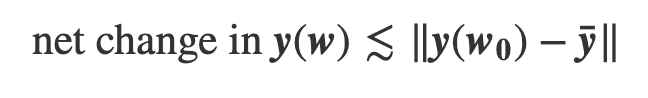 net change in y(w) ≲ ‖y(w₀) − ȳ‖